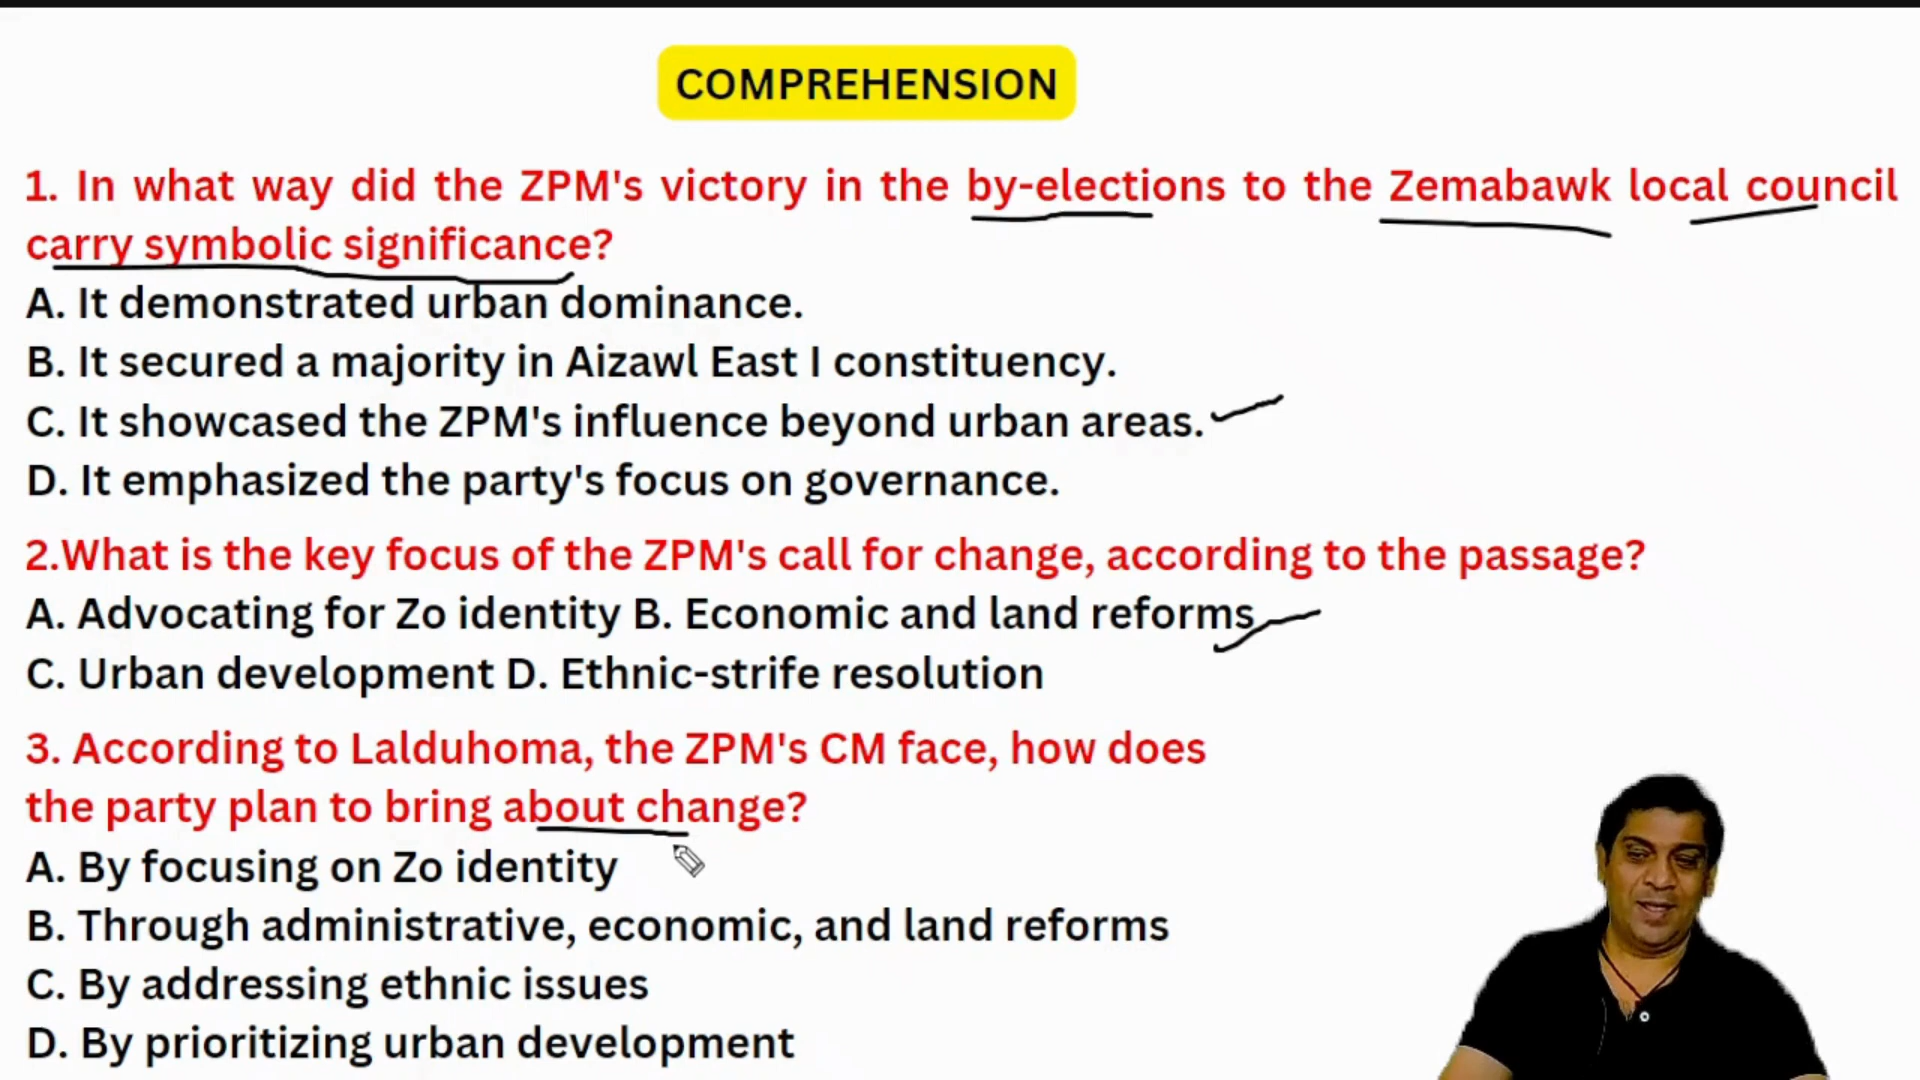 COMPREHENSION
1. In what way did the ZPM's victory in the by-elections to the Zemabawk local council
carry symbolic significance?
A. It demonstrated urban dominance.
B. It secured a majority in Aizawl East I constituency.
C. It showcased the ZPM's influence beyond urban areas.
D. It emphasized the party's focus on governance.
2.What is the key focus of the ZPM's call for change, according to the passage?
A. Advocating for Zo identity B. Economic and land reforms
C. Urban development D. Ethnic-strife resolution
3. According to Lalduhoma, the ZPM's CM face, how does
the party plan to bring about change?
A. By focusing on Zo identity
B. Through administrative, economic, and land reforms
C. By addressing ethnic issues
D. By prioritizing urban development